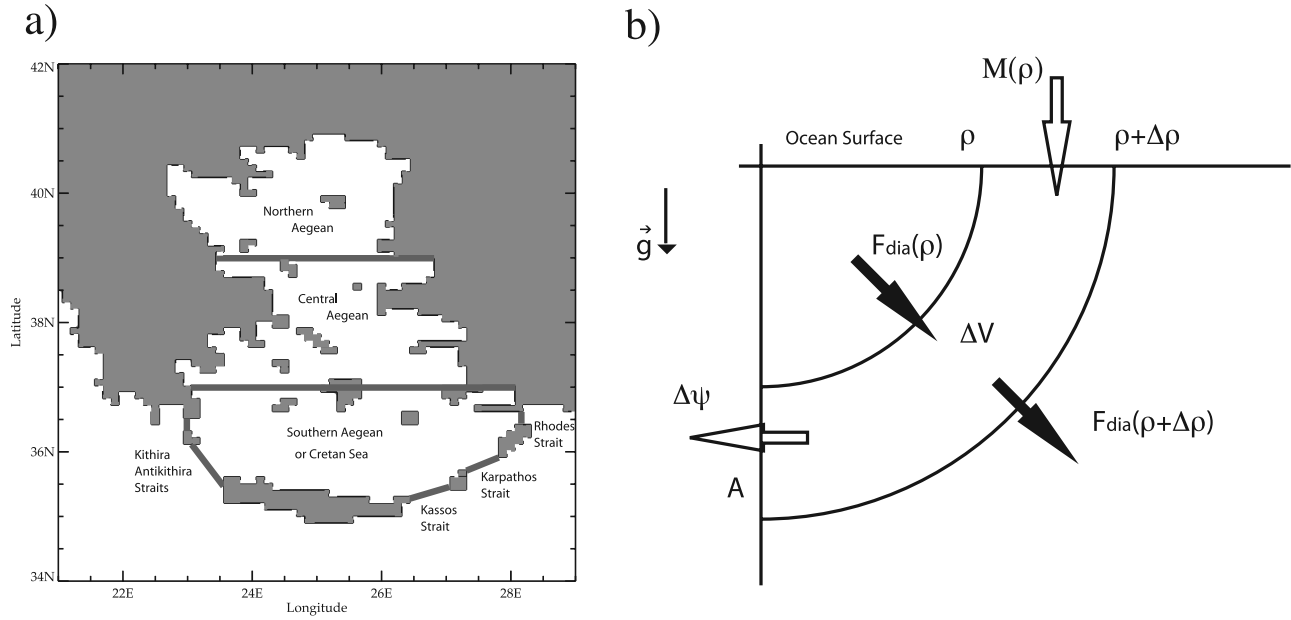 a)
42N
40N
38N
36N
34N
Latitude
22E
24E
26E
28E
Longitude
Northern
Aegean
Central
Aegean
Southern Aegean
or Cretan Sea
Kithira
Antikithira
Straits
Rhodes
Strait
Karpathos
Strait
Kassos
Strait
b)
M(ρ)
Ocean Surface
ρ
ρ+Δρ
g⃗
Fdia(ρ)
ΔV
Δψ
Fdia(ρ+Δρ)
A